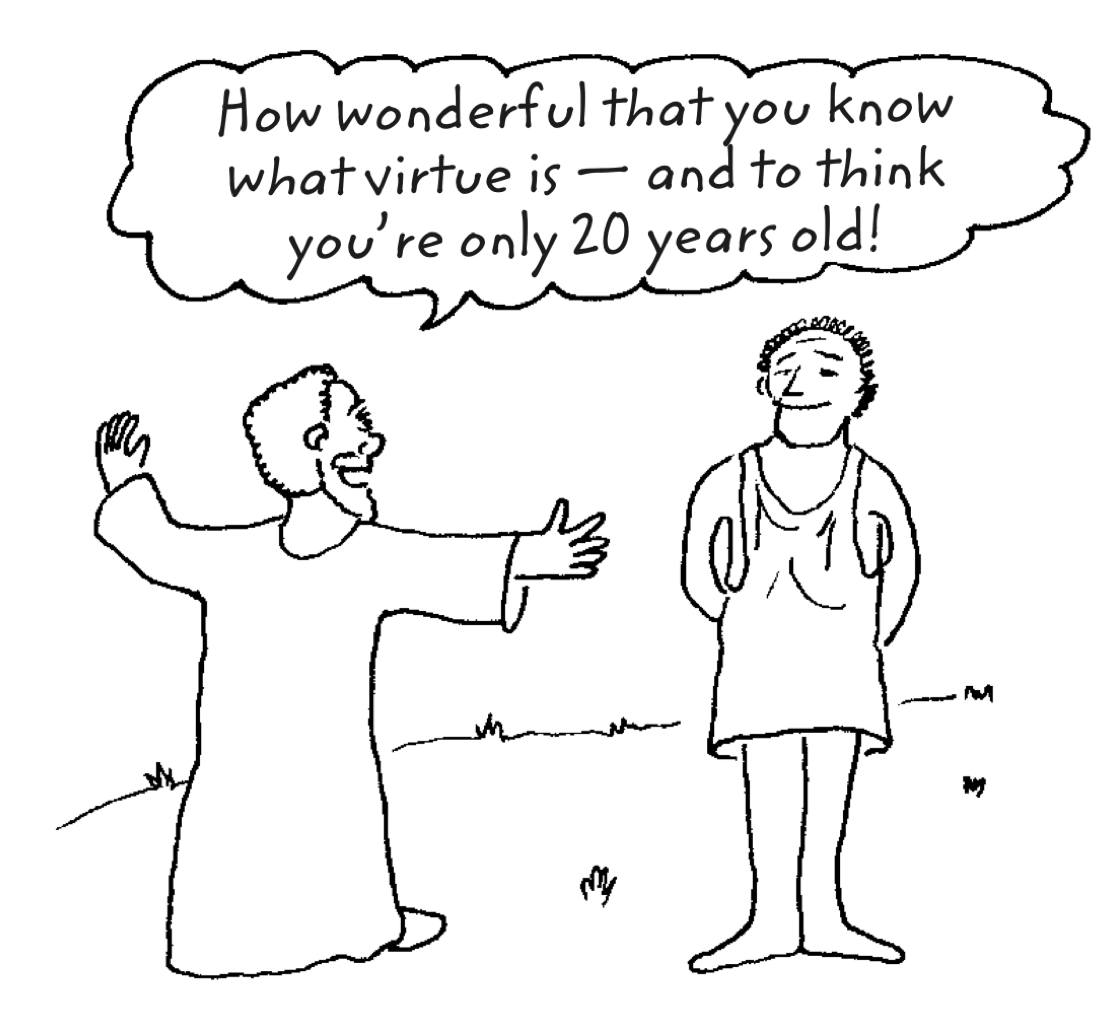 How wonderful that you know
what virtue is — and to think
you're only 20 years old!